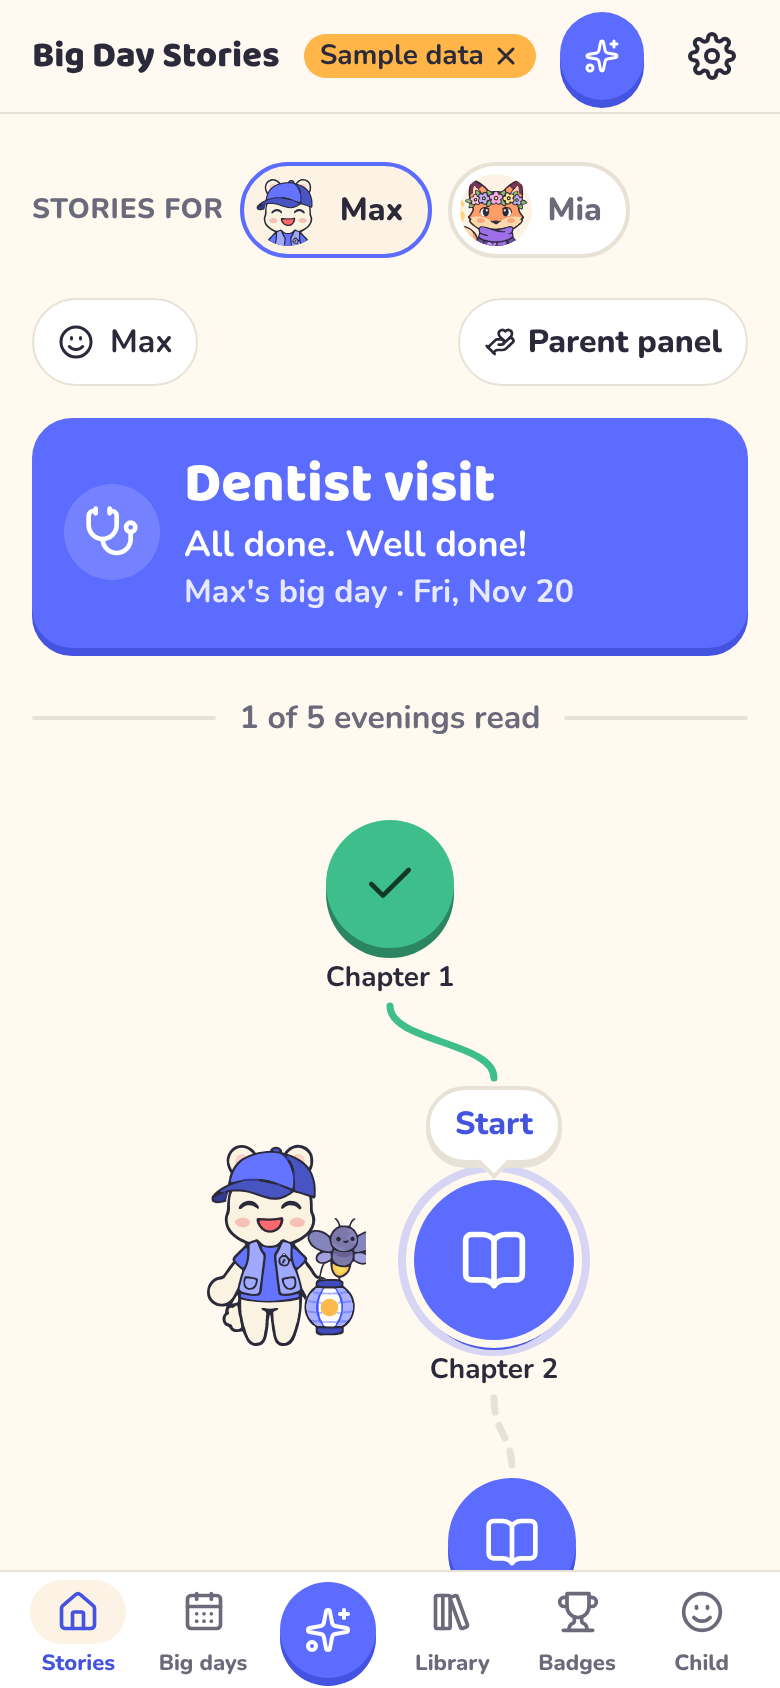 Big Day Stories
Sample data
STORIES FOR
Max
Mia
Max
Parent panel
Dentist visit
All done. Well done!
Max's big day · Fri, Nov 20
1 of 5 evenings read
Chapter 1
Start
Chapter 2
Stories
Big days
Library
Badges
Child